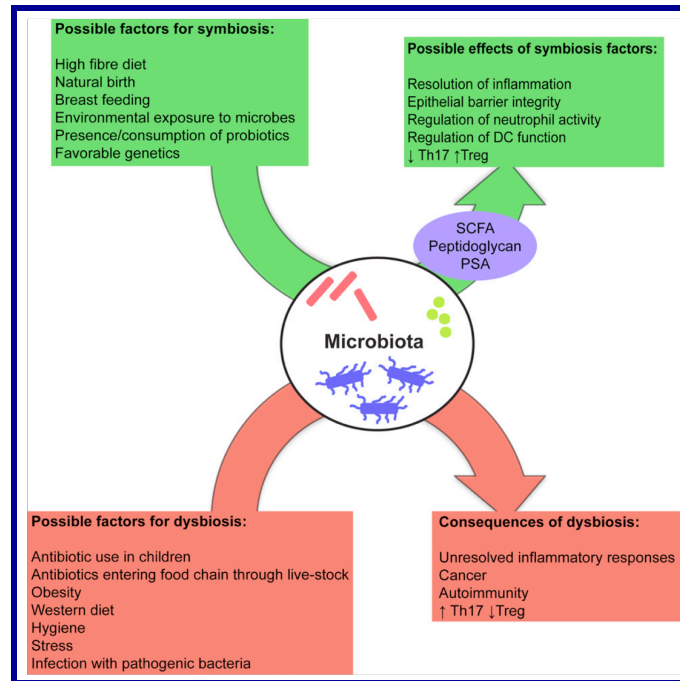 Possible factors for symbiosis:
High fibre diet
Natural birth
Breast feeding
Environmental exposure to microbes
Presence/consumption of probiotics
Favorable genetics
Possible effects of symbiosis factors:
Resolution of inflammation
Epithelial barrier integrity
Regulation of neutrophil activity
Regulation of DC function
↓ Th17 ↑Treg
SCFA
Peptidoglycan
PSA
Microbiota
Possible factors for dysbiosis:
Antibiotic use in children
Antibiotics entering food chain through live-stock
Obesity
Western diet
Hygiene
Stress
Infection with pathogenic bacteria
Consequences of dysbiosis:
Unresolved inflammatory responses
Cancer
Autoimmunity
↑ Th17 ↓Treg